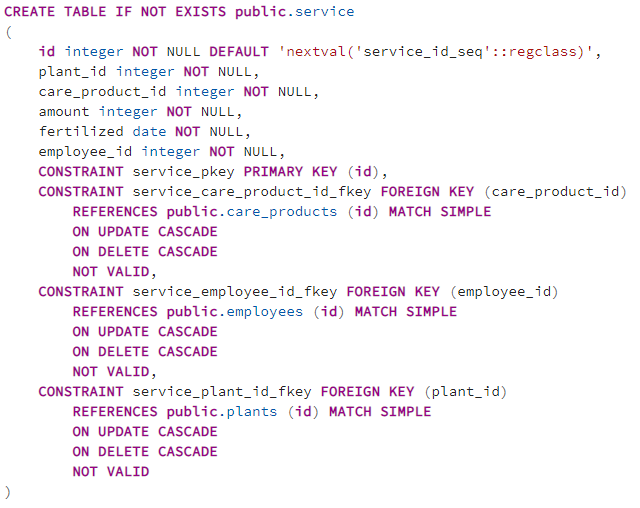 CREATE TABLE IF NOT EXISTS public.service
(
    id integer NOT NULL DEFAULT 'nextval('service_id_seq'::regclass)',
    plant_id integer NOT NULL,
    care_product_id integer NOT NULL,
    amount integer NOT NULL,
    fertilized date NOT NULL,
    employee_id integer NOT NULL,
    CONSTRAINT service_pkey PRIMARY KEY (id),
    CONSTRAINT service_care_product_id_fkey FOREIGN KEY (care_product_id)
        REFERENCES public.care_products (id) MATCH SIMPLE
        ON UPDATE CASCADE
        ON DELETE CASCADE
        NOT VALID,
    CONSTRAINT service_employee_id_fkey FOREIGN KEY (employee_id)
        REFERENCES public.employees (id) MATCH SIMPLE
        ON UPDATE CASCADE
        ON DELETE CASCADE
        NOT VALID,
    CONSTRAINT service_plant_id_fkey FOREIGN KEY (plant_id)
        REFERENCES public.plants (id) MATCH SIMPLE
        ON UPDATE CASCADE
        ON DELETE CASCADE
        NOT VALID
)